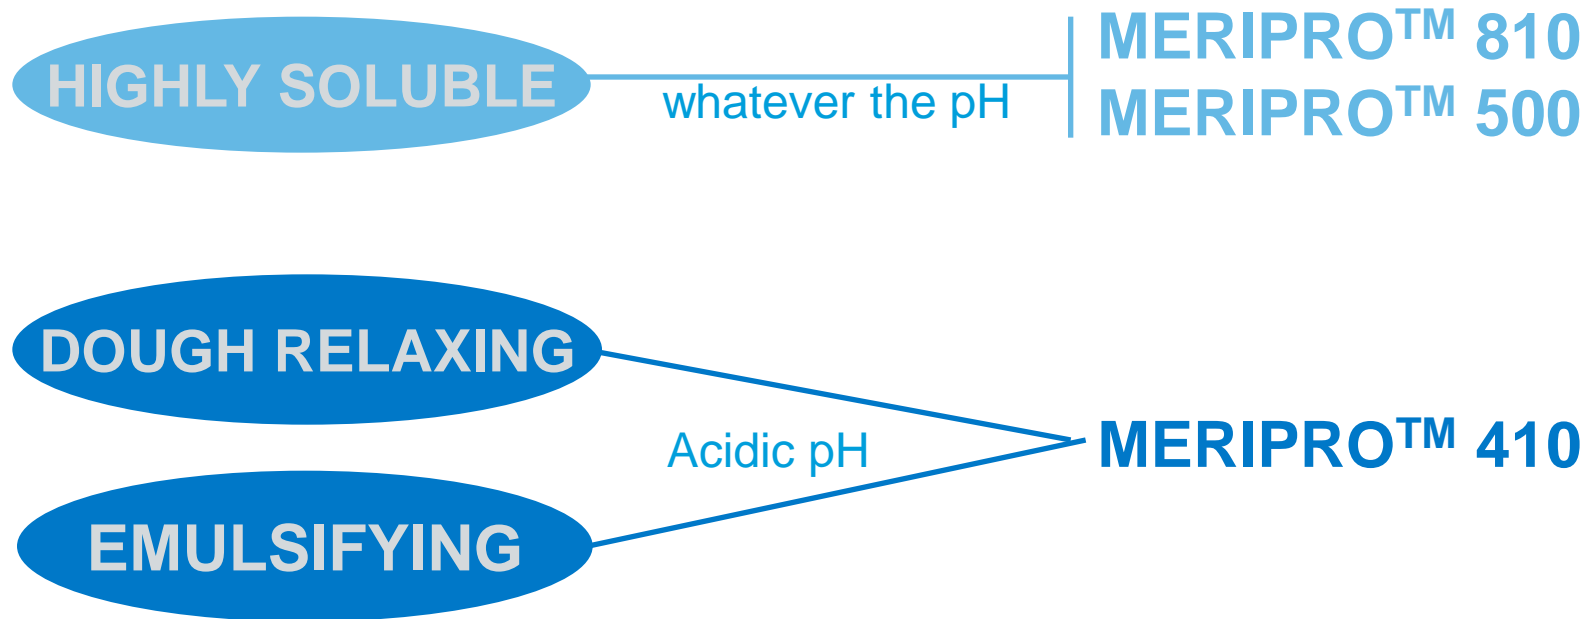 HIGHLY SOLUBLE
whatever the pH
MERIPRO™ 810
MERIPRO™ 500
DOUGH RELAXING
Acidic pH
MERIPRO™ 410
EMULSIFYING